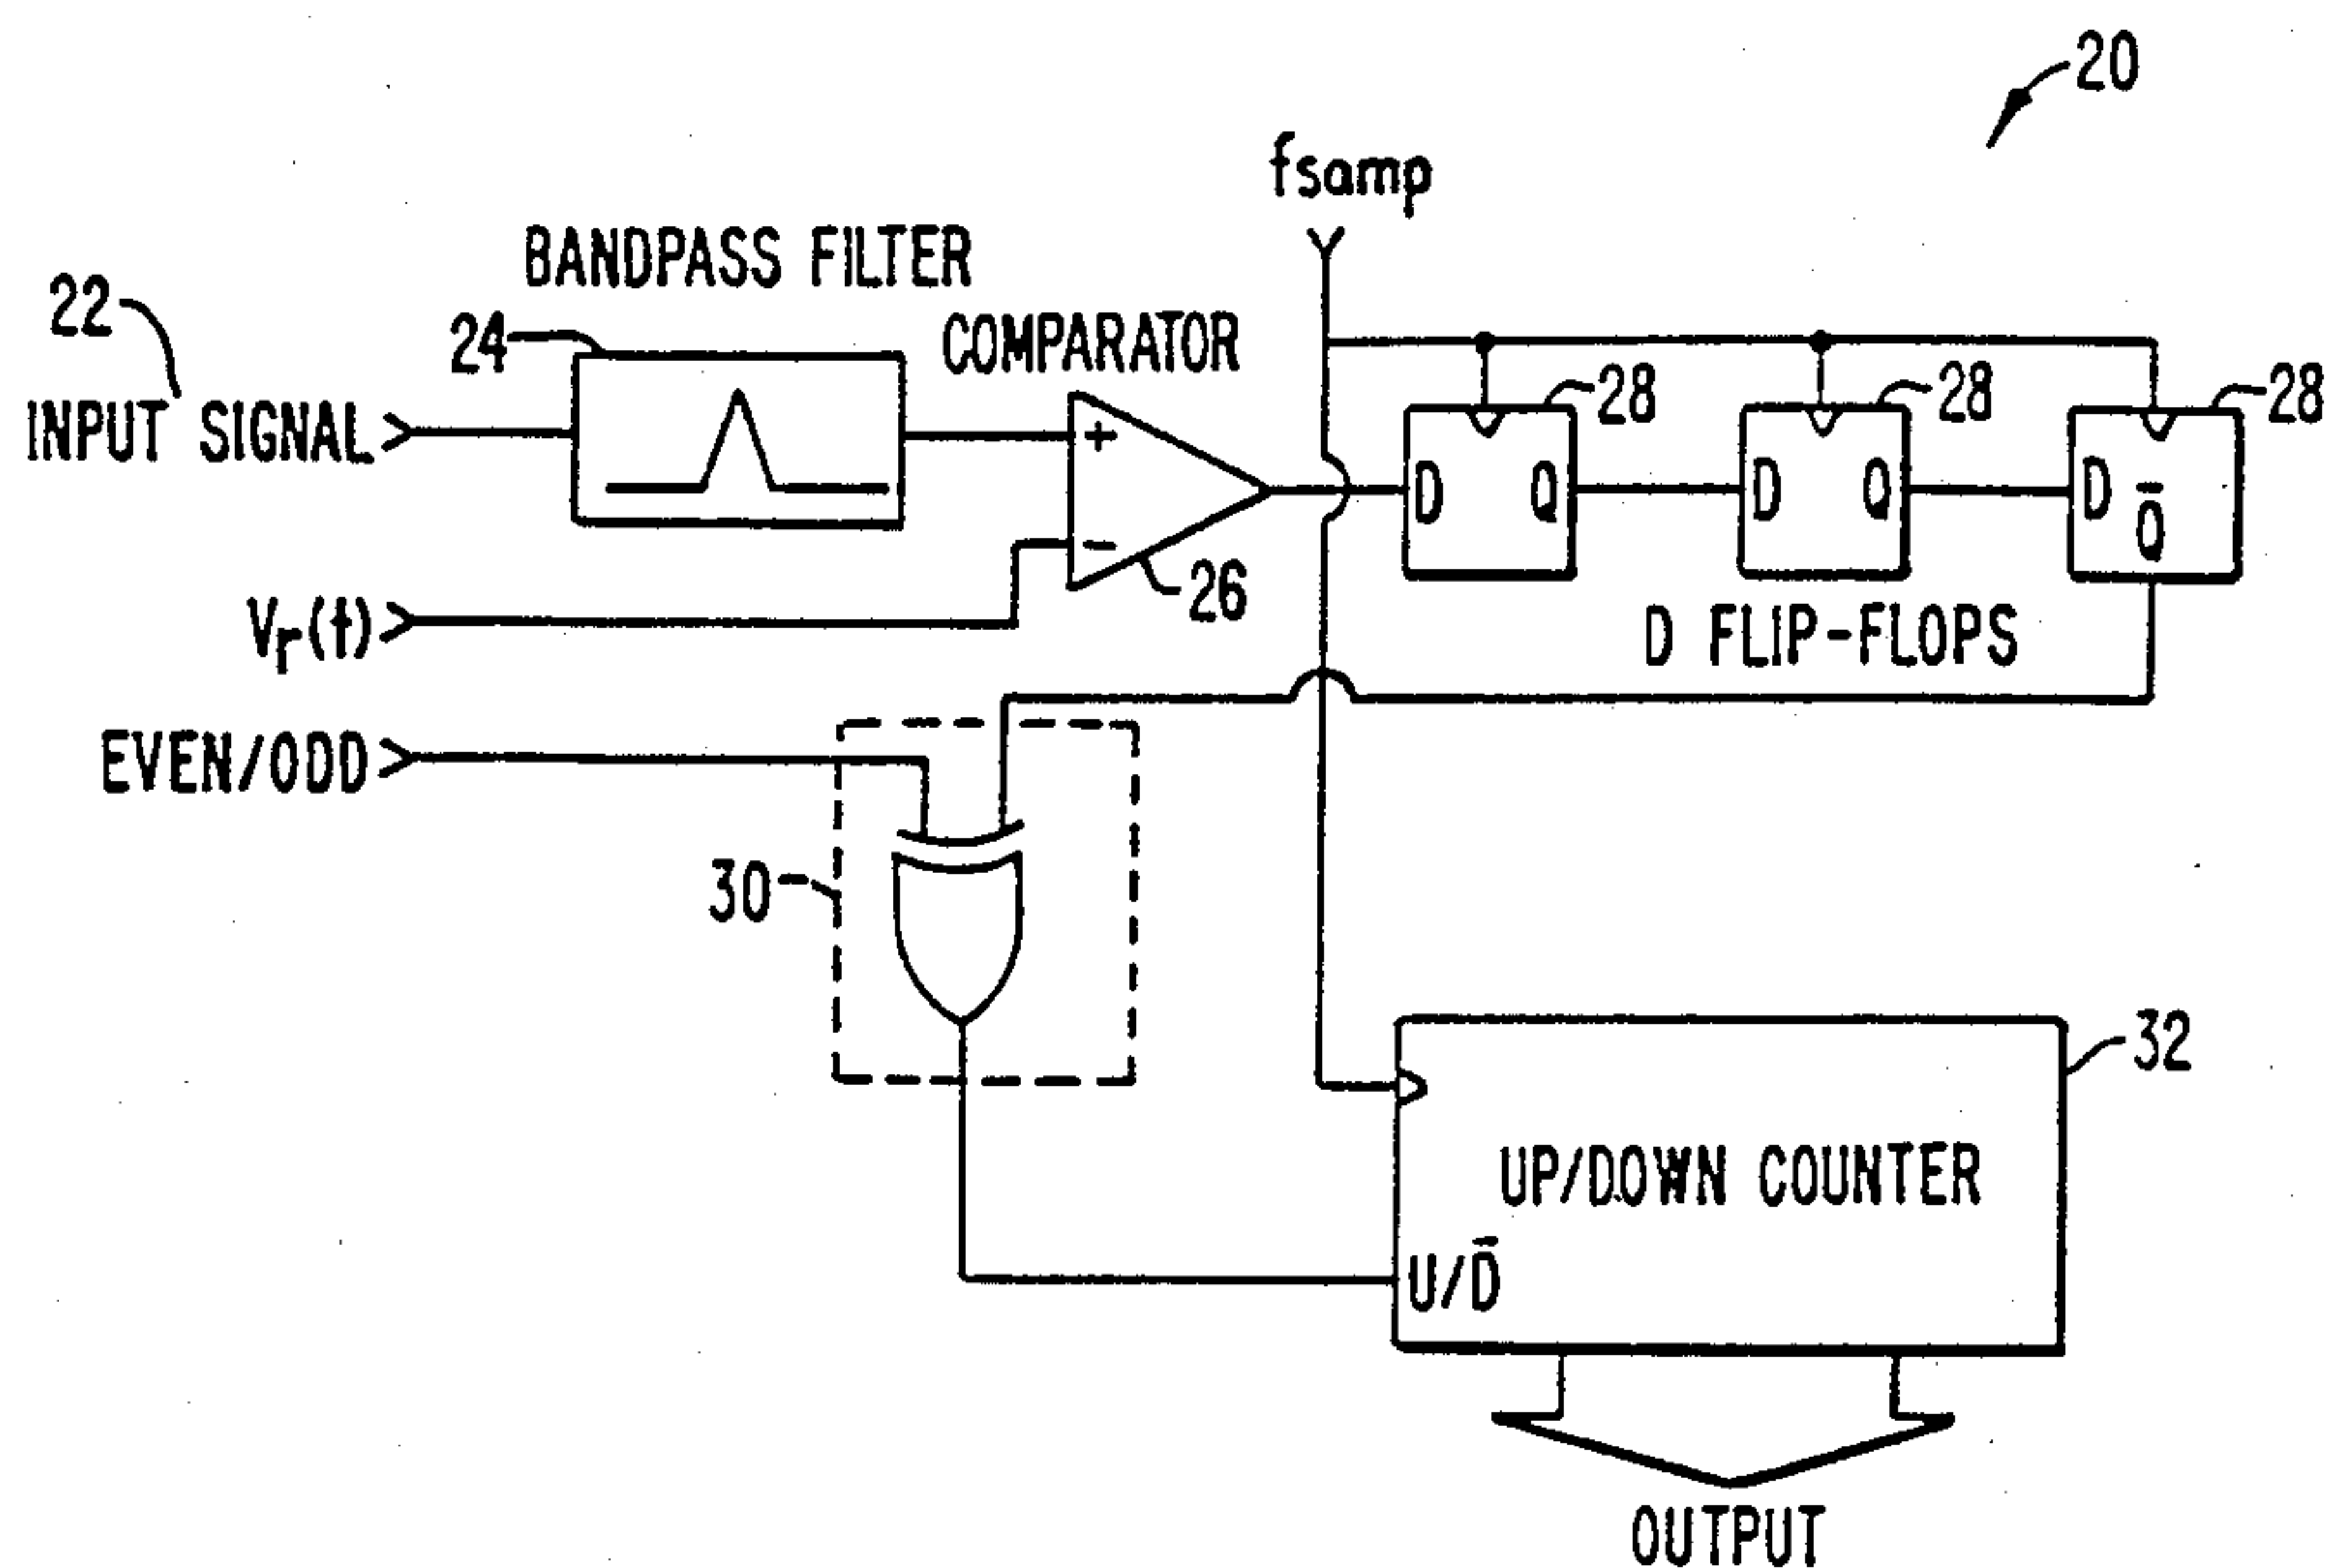 20
fsamp
BANDPASS FILTER
22
24
COMPARATOR
INPUT SIGNAL
+
−
26
28
28
28
D Q
D Q
D Q̄
D FLIP-FLOPS
Vr(t)
EVEN/ODD
30
32
UP/DOWN COUNTER
U/D̄
OUTPUT